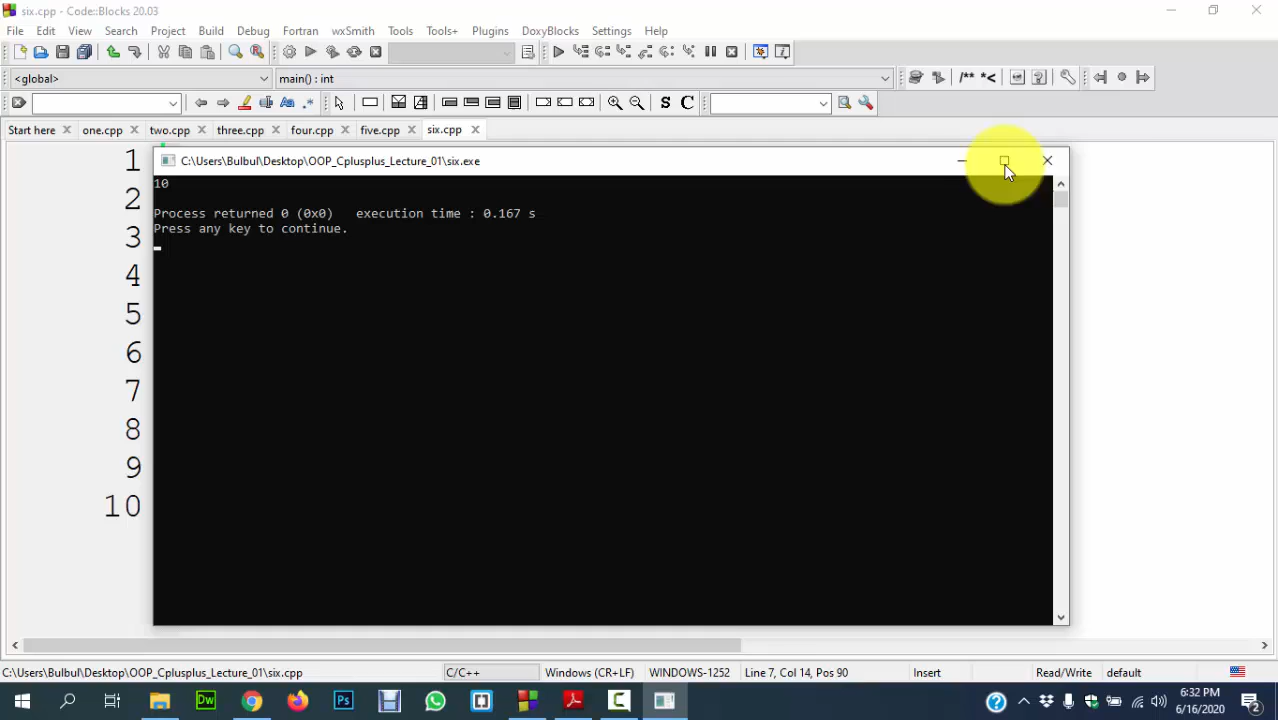 six.cpp - Code::Blocks 20.03
File Edit View Search Project Build Debug Fortran wxSmith Tools Tools+ Plugins DoxyBlocks Settings Help
<global> main() : int /** *<
S C
Start here one.cpp two.cpp three.cpp four.cpp five.cpp six.cpp
1
C:\Users\Bulbul\Desktop\OOP_Cplusplus_Lecture_01\six.exe
10
2
Process returned 0 (0x0)   execution time : 0.167 s
Press any key to continue.
3
4
5
6
7
8
9
10
C:\Users\Bulbul\Desktop\OOP_Cplusplus_Lecture_01\six.cpp C/C++ Windows (CR+LF) WINDOWS-1252 Line 7, Col 14, Pos 90 Insert Read/Write default
Dw Ps
6:32 PM
6/16/2020
2